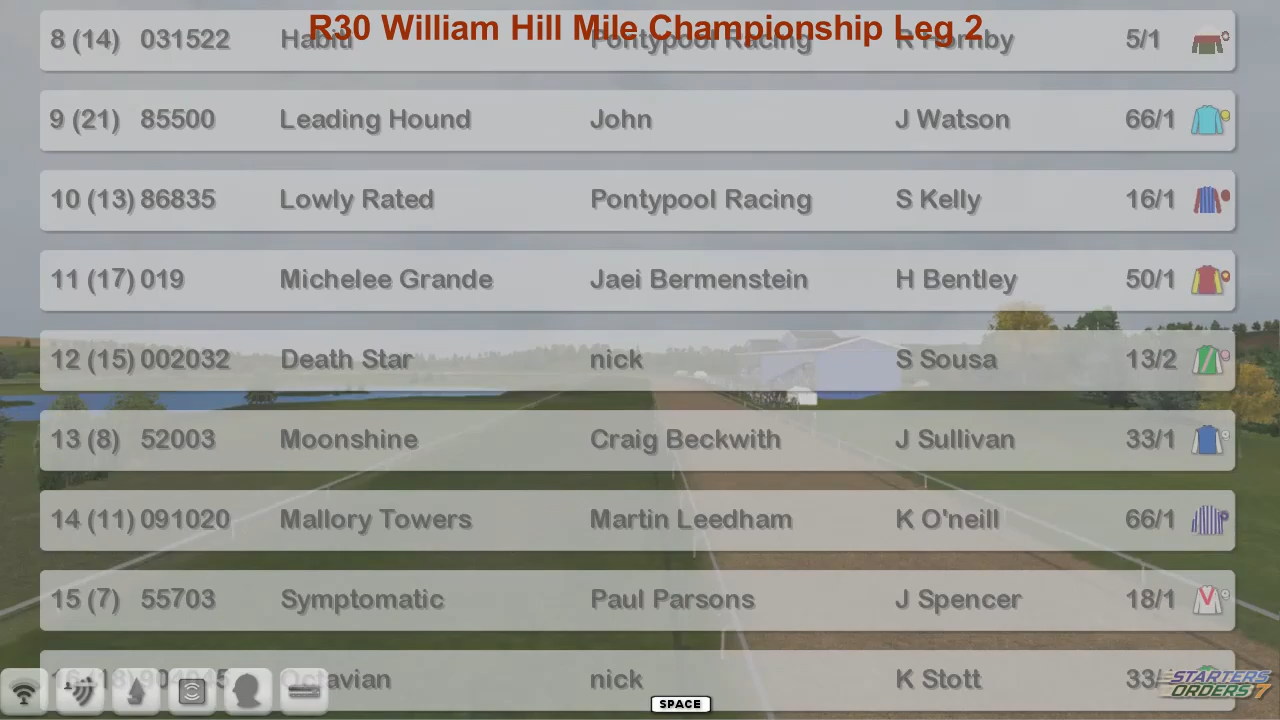 R30 William Hill Mile Championship Leg 2
8 (14) 031522 Habiti Pontypool Racing R Hornby 5/1
9 (21) 85500 Leading Hound John J Watson 66/1
10 (13) 86835 Lowly Rated Pontypool Racing S Kelly 16/1
11 (17) 019 Michelee Grande Jaei Bermenstein H Bentley 50/1
12 (15) 002032 Death Star nick S Sousa 13/2
13 (8) 52003 Moonshine Craig Beckwith J Sullivan 33/1
14 (11) 091020 Mallory Towers Martin Leedham K O'neill 66/1
15 (7) 55703 Symptomatic Paul Parsons J Spencer 18/1
Octavian nick K Stott
SPACE
STARTERS ORDERS 7